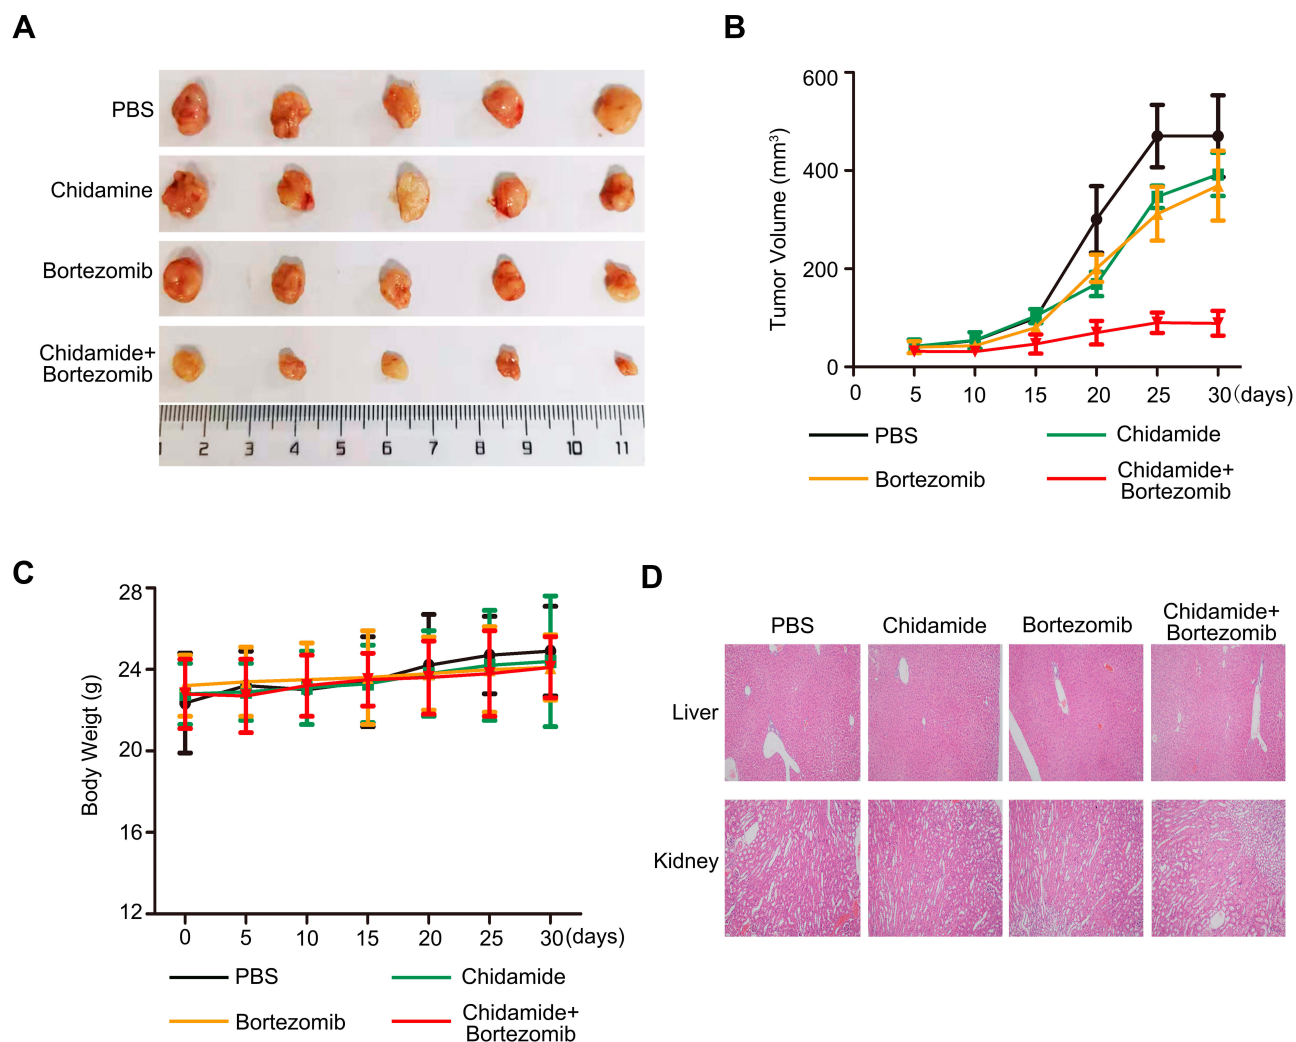 A
PBS
Chidamine
Bortezomib
Chidamide+
Bortezomib
1 2 3 4 5 6 7 8 9 10 11
B
Tumor Volume (mm³)
600
400
200
0
0 5 10 15 20 25 30(days)
PBS
Chidamide
Bortezomib
Chidamide+
Bortezomib
C
Body Weigt (g)
28
24
20
16
12
0 5 10 15 20 25 30(days)
PBS
Chidamide
Bortezomib
Chidamide+
Bortezomib
D
PBS
Chidamide
Bortezomib
Chidamide+
Bortezomib
Liver
Kidney